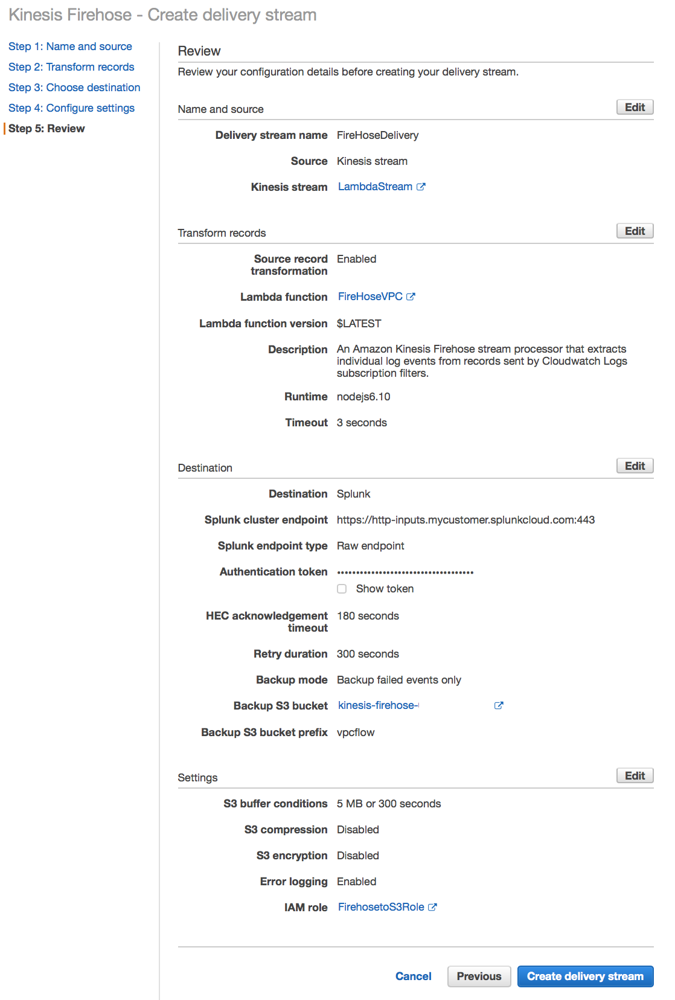 Kinesis Firehose - Create delivery stream
Step 1: Name and source
Step 2: Transform records
Step 3: Choose destination
Step 4: Configure settings
Step 5: Review
Review
Review your configuration details before creating your delivery stream.
Name and source Edit
Delivery stream name FireHoseDelivery
Source Kinesis stream
Kinesis stream LambdaStream
Transform records Edit
Source record transformation Enabled
Lambda function FireHoseVPC
Lambda function version $LATEST
Description An Amazon Kinesis Firehose stream processor that extracts
individual log events from records sent by Cloudwatch Logs
subscription filters.
Runtime nodejs6.10
Timeout 3 seconds
Destination Edit
Destination Splunk
Splunk cluster endpoint https://http-inputs.mycustomer.splunkcloud.com:443
Splunk endpoint type Raw endpoint
Authentication token ••••••••••••••••••••••••••••••••••••
Show token
HEC acknowledgement timeout 180 seconds
Retry duration 300 seconds
Backup mode Backup failed events only
Backup S3 bucket kinesis-firehose-
Backup S3 bucket prefix vpcflow
Settings Edit
S3 buffer conditions 5 MB or 300 seconds
S3 compression Disabled
S3 encryption Disabled
Error logging Enabled
IAM role FirehosetoS3Role
Cancel Previous Create delivery stream